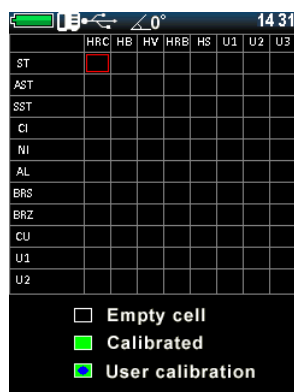 0° 14 31
HRC HB HV HRB HS U1 U2 U3
ST
AST
SST
CI
NI
AL
BRS
BRZ
CU
U1
U2
Empty cell
Calibrated
User calibration